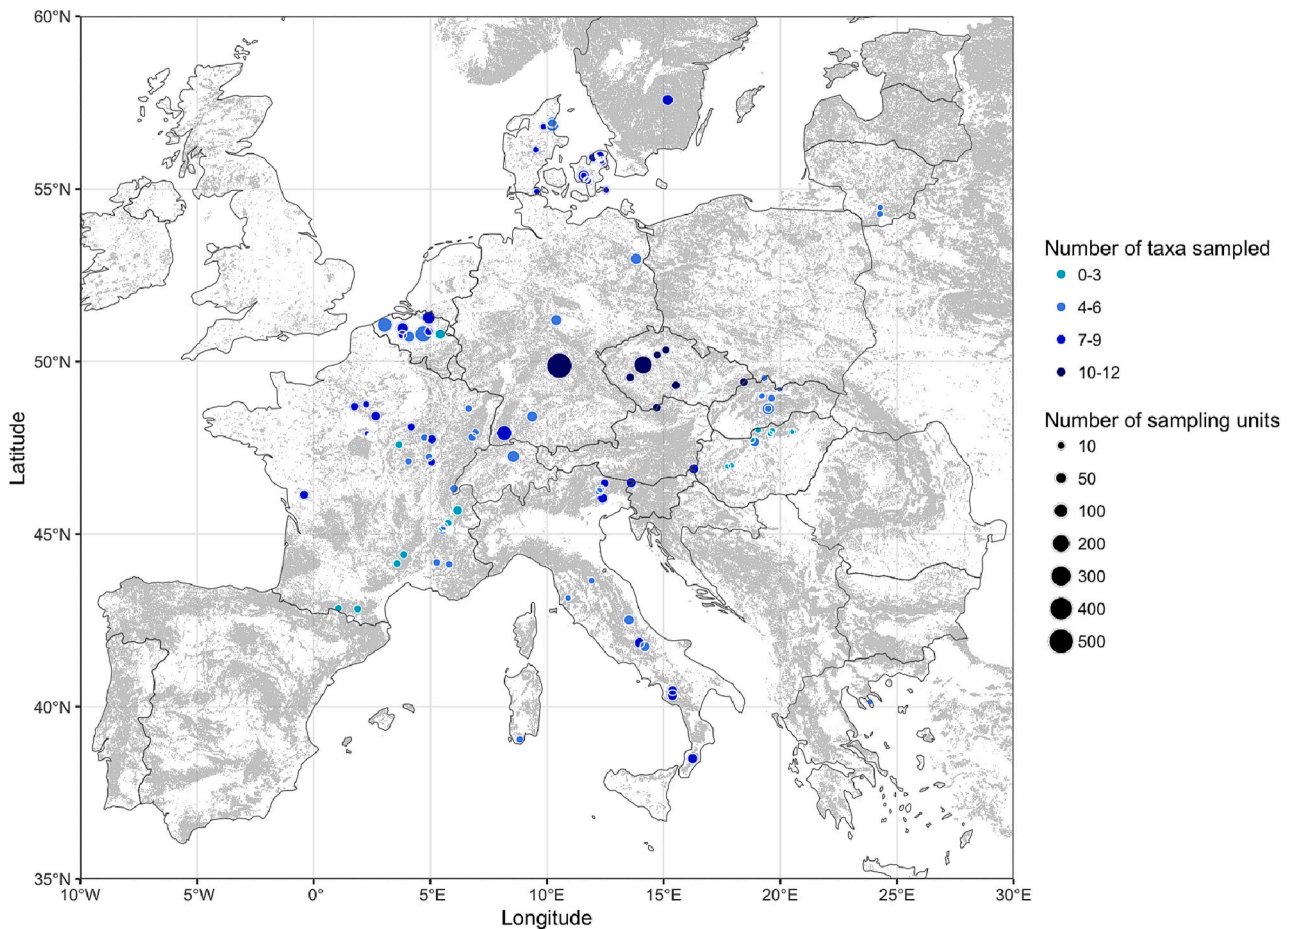 60°N
55°N
50°N
45°N
40°N
35°N
Latitude
10°W
5°W
0°
5°E
10°E
15°E
20°E
25°E
30°E
Longitude
Number of taxa sampled
0-3
4-6
7-9
10-12
Number of sampling units
10
50
100
200
300
400
500